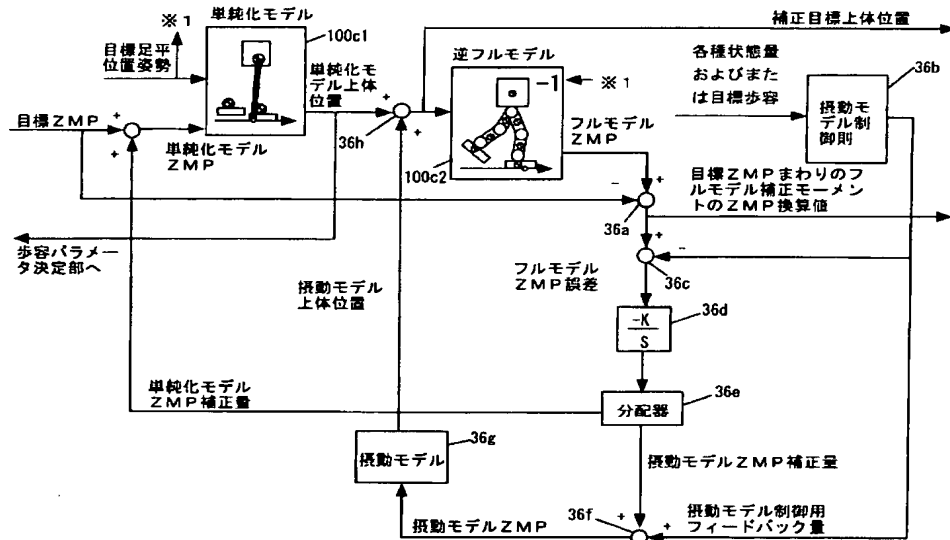 ※1
単純化モデル
100c1
目標足平
位置姿勢
単純化モ
デル上体
位置
目標ZMP
+
+
単純化モデル
ZMP
+
+
36h
補正目標上体位置
逆フルモデル
-1
※1
100c2
フルモデル
ZMP
各種状態量
およびまた
は目標歩容
36b
摂動モ
デル制
御則
-
+
36a
目標ZMPまわりのフ
ルモデル補正モーメン
トのZMP換算値
+
-
36c
フルモデル
ZMP誤差
歩容パラメー
タ決定部へ
摂動モデル
上体位置
-K
S
36d
単純化モデル
ZMP補正量
分配器
36e
摂動モデル
36g
摂動モデルZMP補正量
摂動モデルZMP
36f
+
+
摂動モデル制御用
フィードバック量